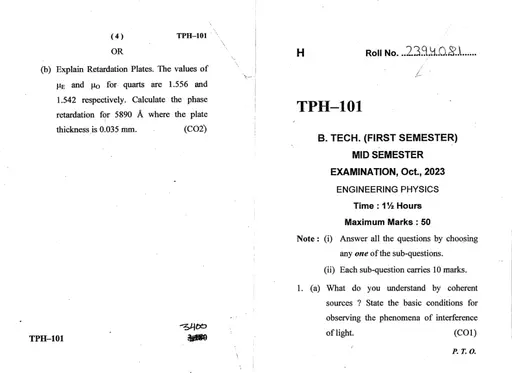 (4) TPH–101
OR
(b) Explain Retardation Plates. The values of
μE and μO for quarts are 1.556 and
1.542 respectively. Calculate the phase
retardation for 5890 Å where the plate
thickness is 0.035 mm. (CO2)
TPH–101
3400
H Roll No. ..2394081......
TPH–101
B. TECH. (FIRST SEMESTER)
MID SEMESTER
EXAMINATION, Oct., 2023
ENGINEERING PHYSICS
Time : 1½ Hours
Maximum Marks : 50
Note : (i) Answer all the questions by choosing
any one of the sub-questions.
(ii) Each sub-question carries 10 marks.
1. (a) What do you understand by coherent
sources ? State the basic conditions for
observing the phenomena of interference
of light. (CO1)
P. T. O.